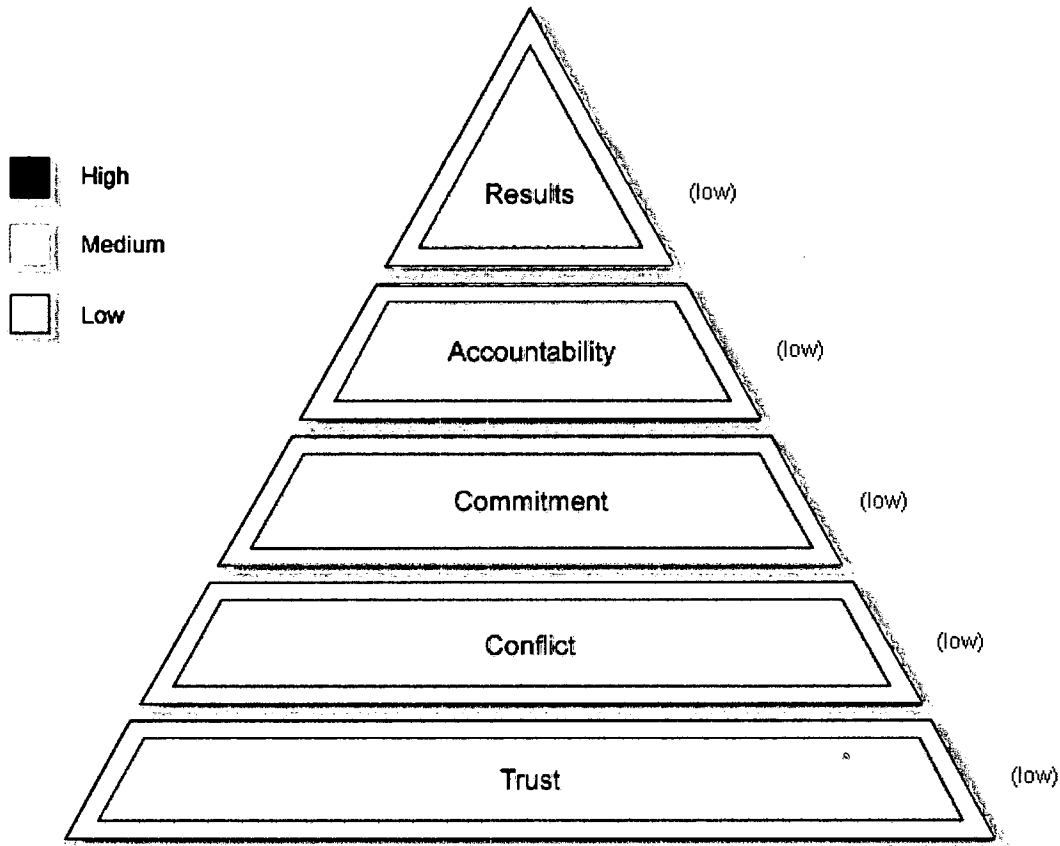 High
Medium
Low
Results
(low)
Accountability
(low)
Commitment
(low)
Conflict
(low)
Trust
(low)